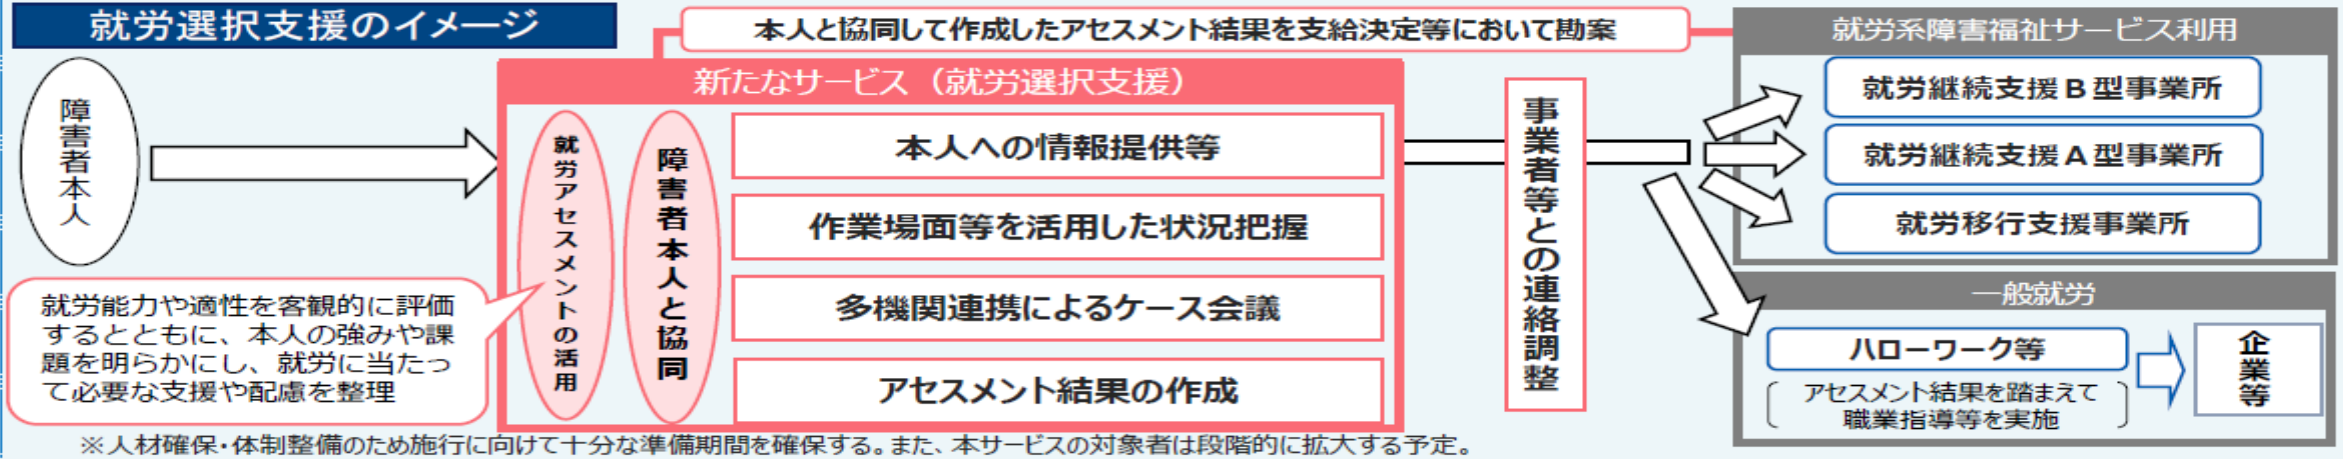 就労選択支援のイメージ
本人と協同して作成したアセスメント結果を支給決定等において勘案
障害者本人
新たなサービス（就労選択支援）
就労アセスメントの活用
障害者本人と協同
本人への情報提供等
作業場面等を活用した状況把握
多機関連携によるケース会議
アセスメント結果の作成
就労能力や適性を客観的に評価
するとともに、本人の強みや課
題を明らかにし、就労に当たっ
て必要な支援や配慮を整理
事業者等との連絡調整
就労系障害福祉サービス利用
就労継続支援Ｂ型事業所
就労継続支援Ａ型事業所
就労移行支援事業所
一般就労
ハローワーク等
アセスメント結果を踏まえて
職業指導等を実施
企業等
※人材確保・体制整備のため施行に向けて十分な準備期間を確保する。また、本サービスの対象者は段階的に拡大する予定。